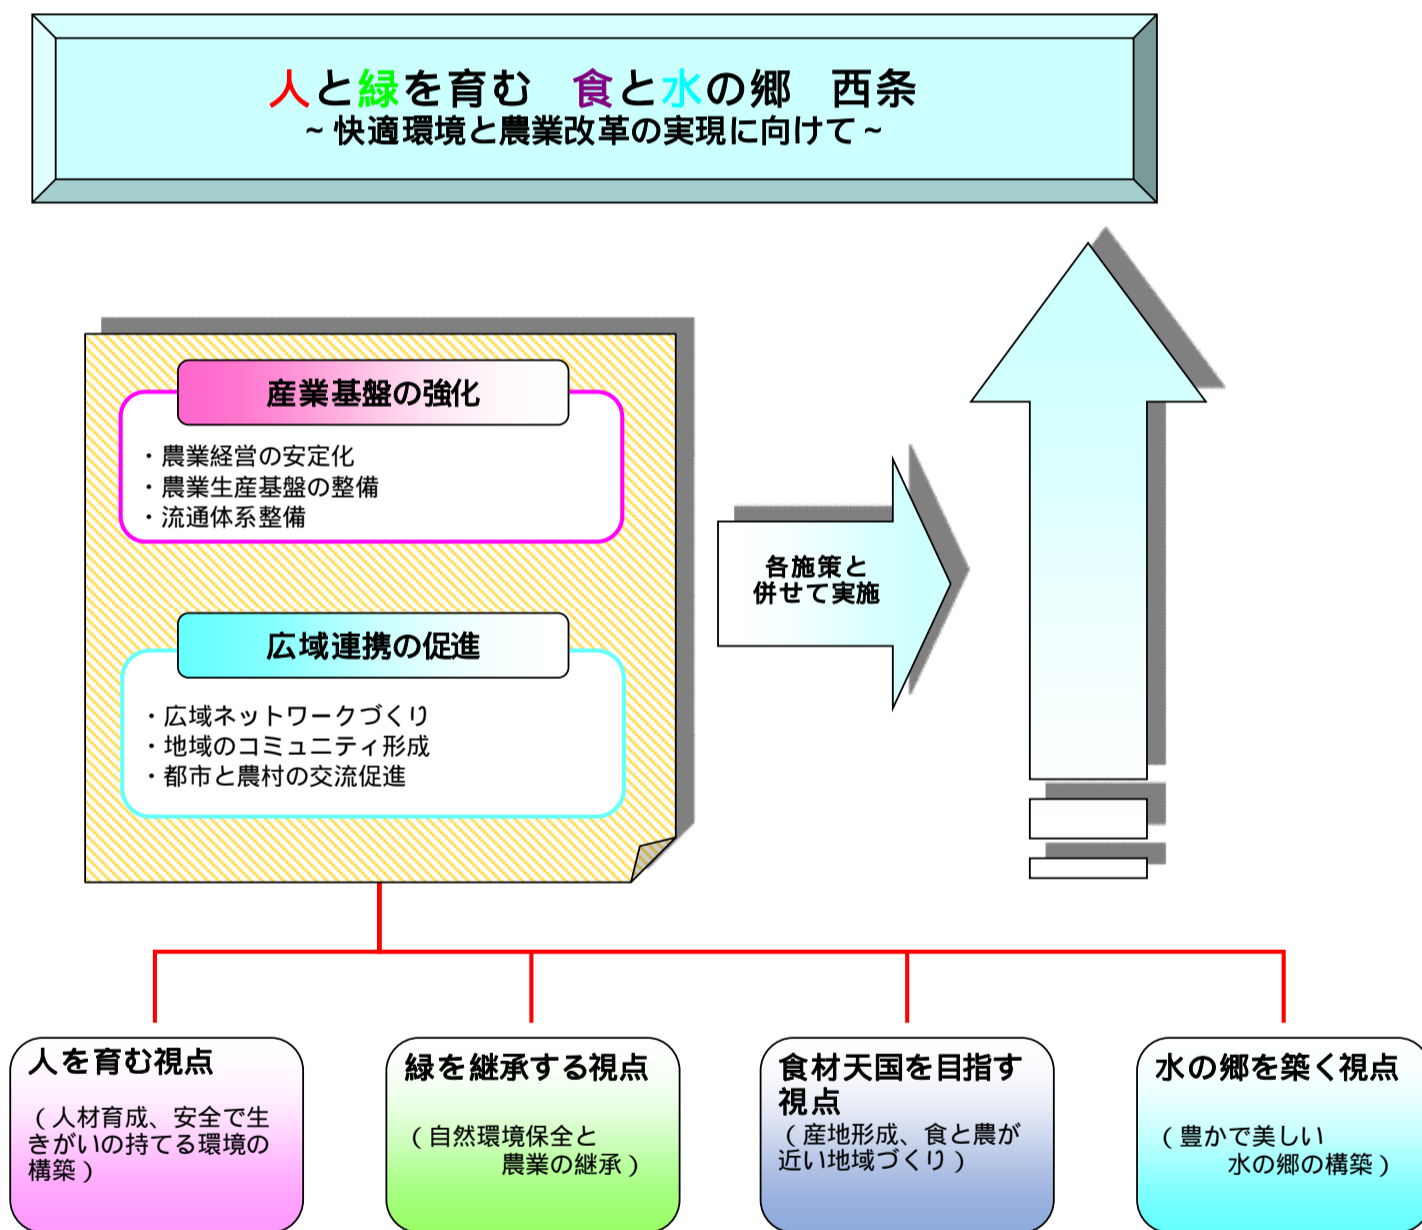 人と緑を育む　食と水の郷　西条
~快適環境と農業改革の実現に向けて~
産業基盤の強化
・農業経営の安定化
・農業生産基盤の整備
・流通体系整備
各施策と
併せて実施
広域連携の促進
・広域ネットワークづくり
・地域のコミュニティ形成
・都市と農村の交流促進
人を育む視点
（人材育成、安全で生
きがいの持てる環境の
構築）
緑を継承する視点
（自然環境保全と
農業の継承）
食材天国を目指す
視点
（産地形成、食と農が
近い地域づくり）
水の郷を築く視点
（豊かで美しい
水の郷の構築）